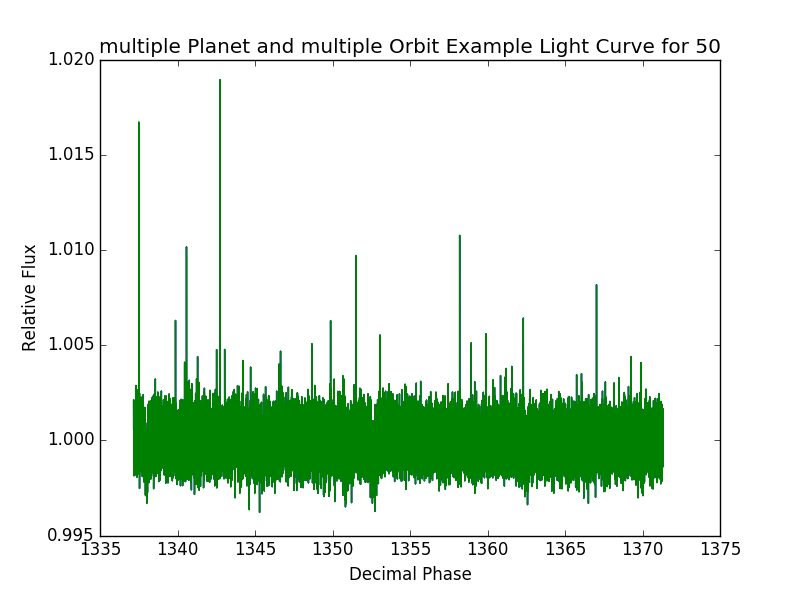 multiple Planet and multiple Orbit Example Light Curve for 50
1.020
1.015
1.010
1.005
1.000
0.995
Relative Flux
1335 1340 1345 1350 1355 1360 1365 1370 1375
Decimal Phase